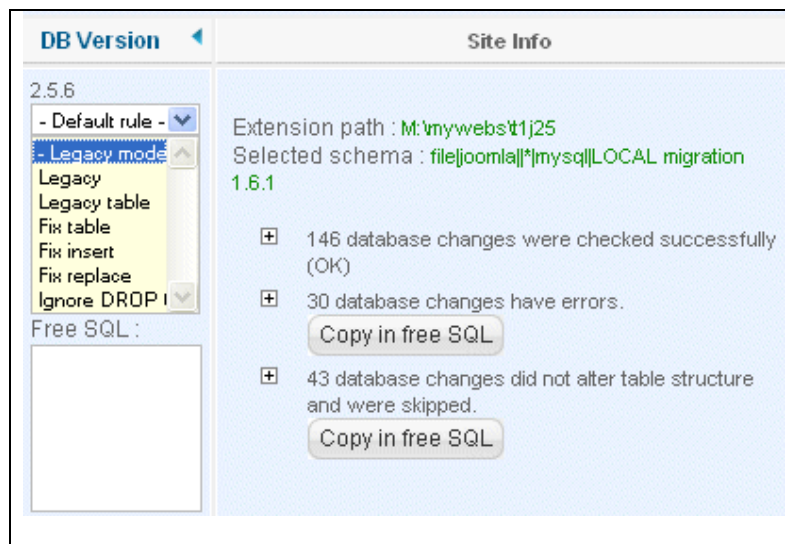 DB Version
Site Info
2.5.6
- Default rule -
- Legacy mode
Legacy
Legacy table
Fix table
Fix insert
Fix replace
Ignore DROP
Free SQL :
Extension path : M:\mywebs\t1j25
Selected schema : file|joomla||*|mysql||LOCAL migration
1.6.1
146 database changes were checked successfully
(OK)
30 database changes have errors.
Copy in free SQL
43 database changes did not alter table structure
and were skipped.
Copy in free SQL